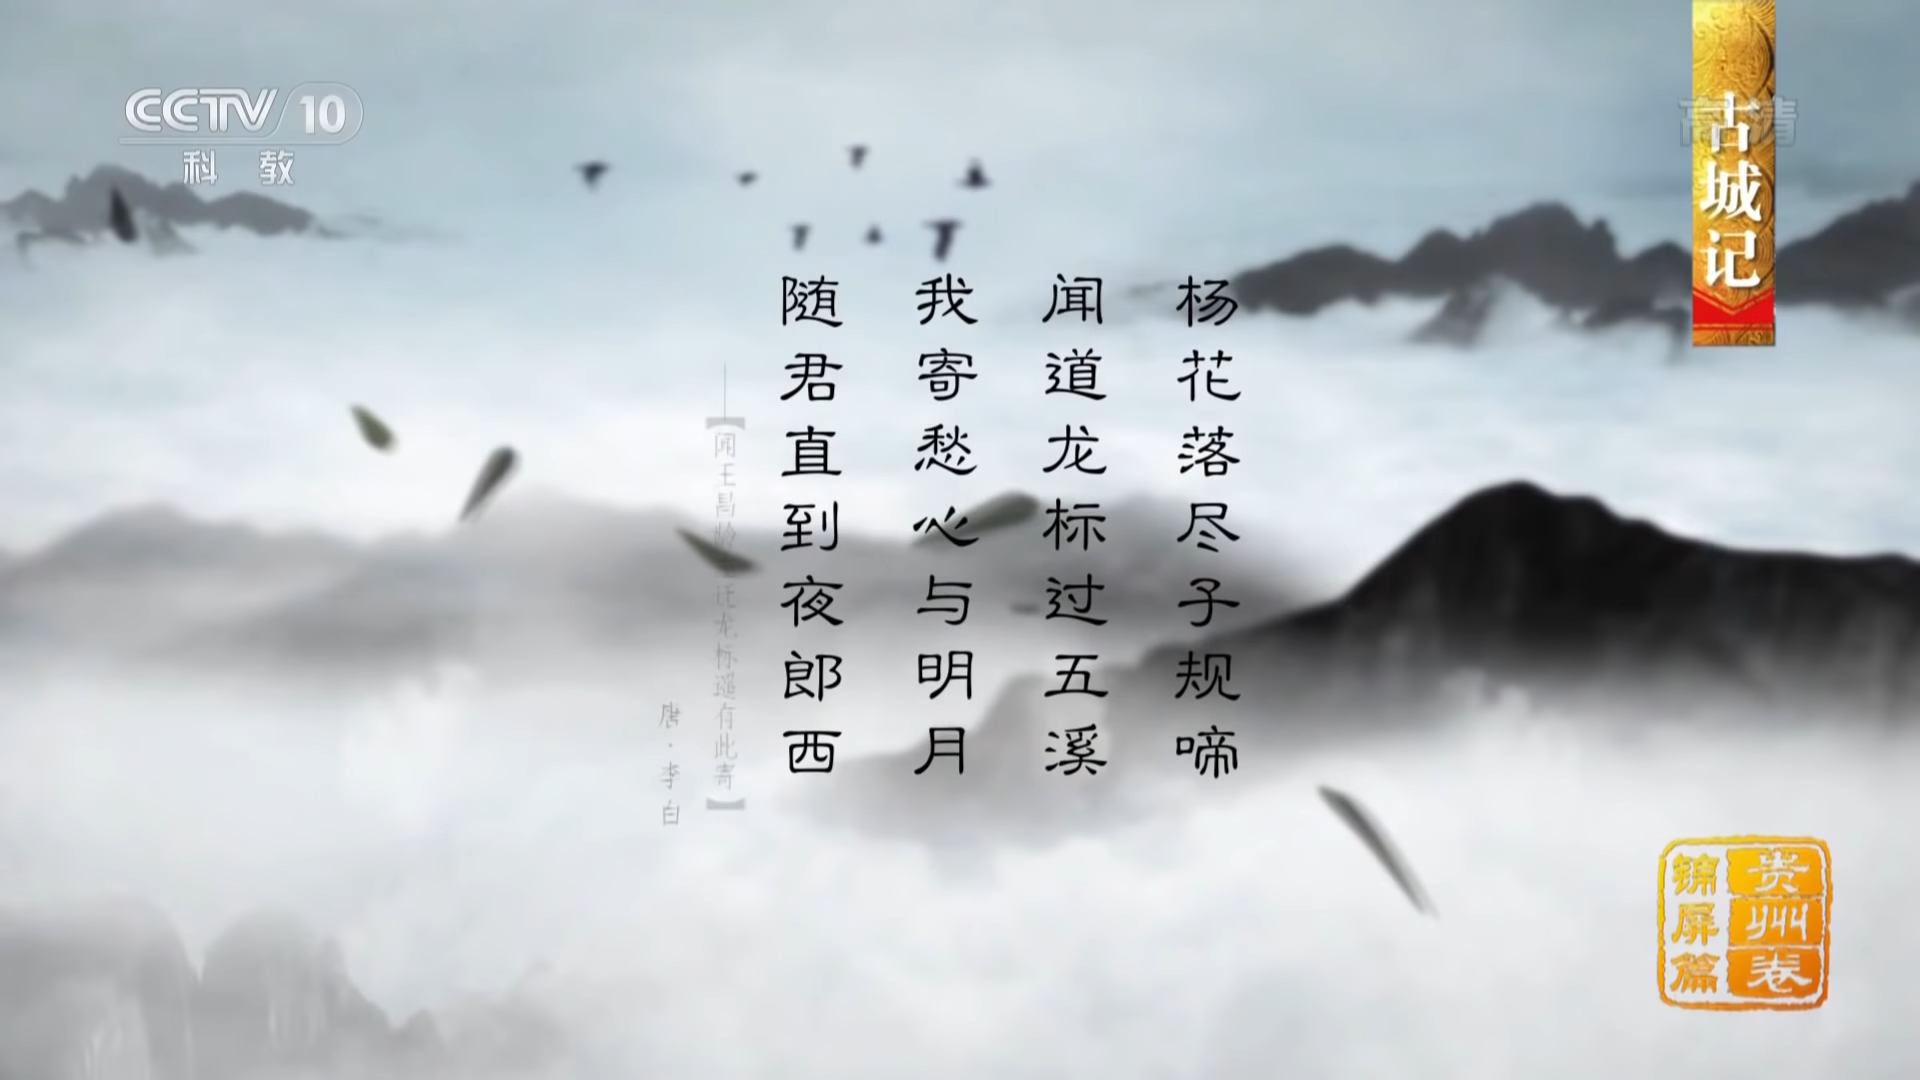 CCTV 10
科教
高清
古城记
杨花落尽子规啼
闻道龙标过五溪
我寄愁心与明月
随君直到夜郎西
——【闻王昌龄左迁龙标遥有此寄】
唐·李白
贵州卷
锦屏篇